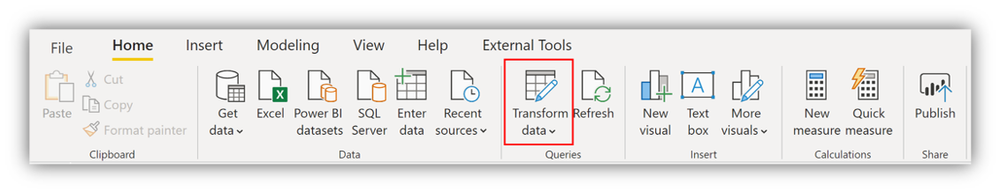 File Home Insert Modeling View Help External Tools
Paste
Cut
Copy
Format painter
Clipboard
Get
data
Excel
Power BI
datasets
SQL
Server
Enter
data
Recent
sources
Data
Transform
data
Refresh
Queries
New
visual
A
Text
box
More
visuals
Insert
New
measure
Quick
measure
Calculations
Publish
Share